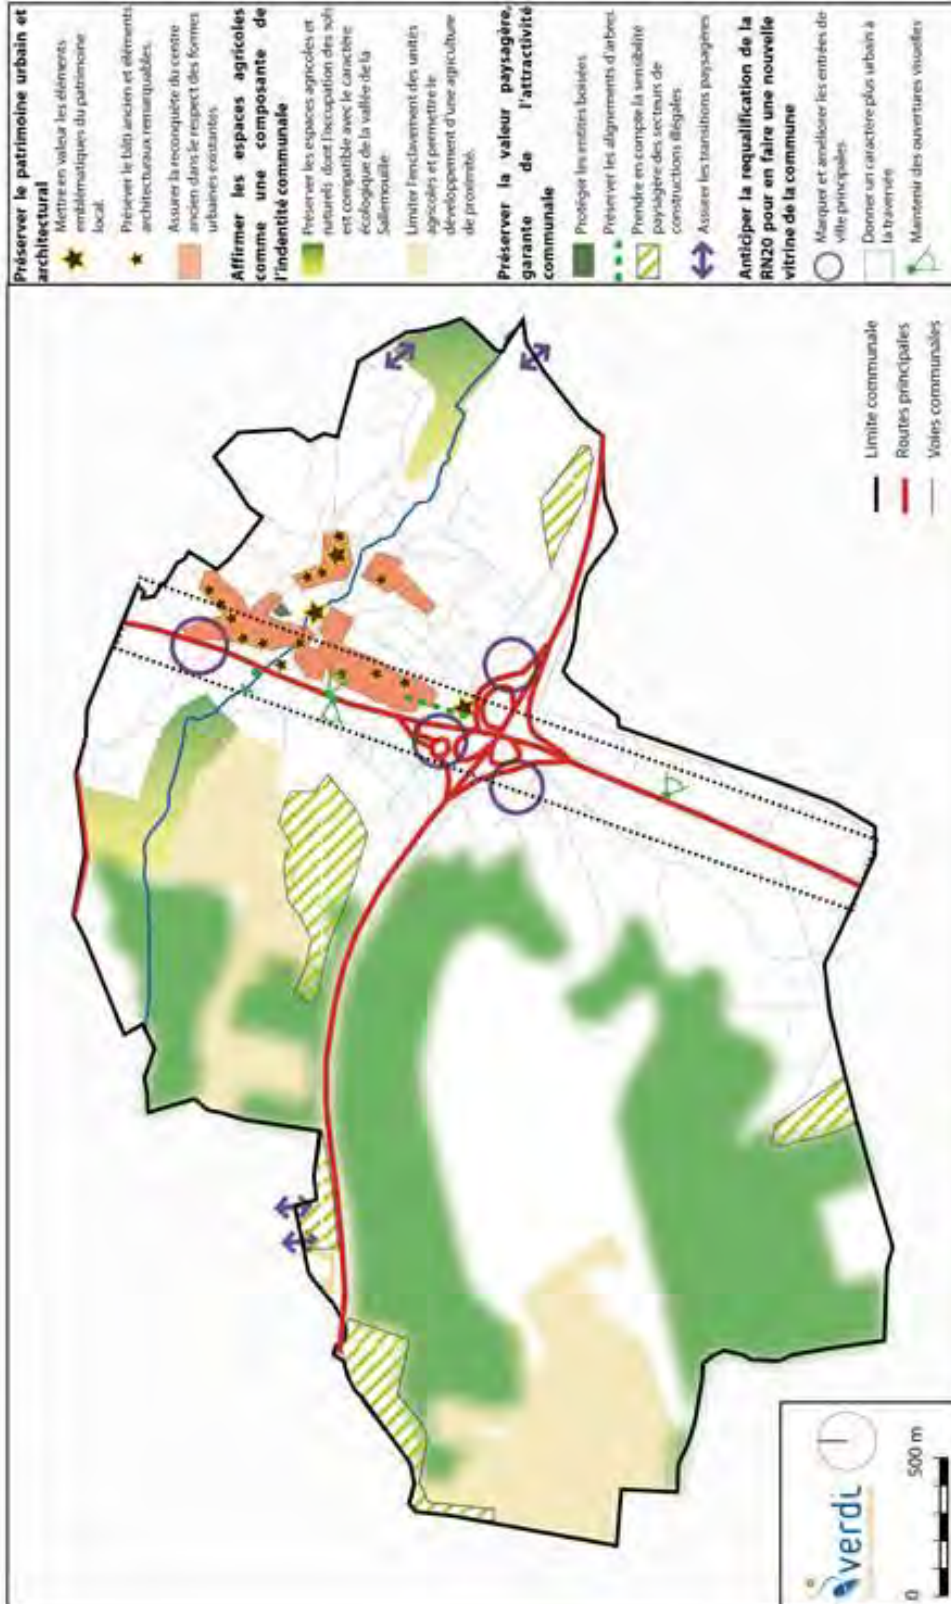 Préserver le patrimoine urbain et
architectural
Mettre en valeur les éléments
emblématiques du patrimoine
local.
Préserver le bâti ancien et éléments
architecturaux remarquables.
Assurer la reconquête du centre
ancien dans le respect des formes
urbaines existantes
Affirmer les espaces agricoles
comme une composante de
l'indentité communale
Préserver les espaces agricoles et
naturels dont l'occupation des sols
est compatible avec le caractère
écologique de la vallée de la
Sallemouille
Limiter l'enclavement des unités
agricoles et permettre le
développement d'une agriculture
de proximité.
Préserver la valeur paysagère,
garante de l'attractivité
communale
Protéger les entités boisées
Préserver les alignements d'arbres
Prendre en compte la sensibilité
paysagère des secteurs de
constructions illégales
Assurer les transitions paysagères
Anticiper la requalification de la
RN20 pour en faire une nouvelle
vitrine de la commune
Marquer et améliorer les entrées de
ville principales
Donner un caractère plus urbain à
la traversée
Maintenir des ouvertures visuelles
Limite communale
Routes principales
Voies communales
verdi
0 500 m